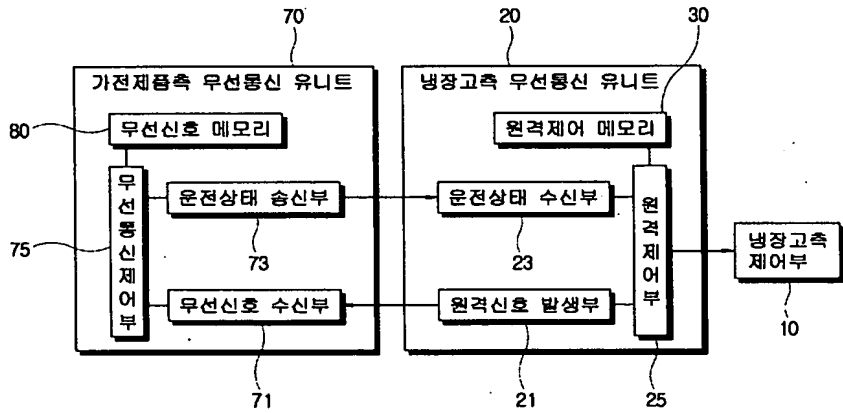 70
20
30
가전제품측 무선통신 유니트
냉장고측 무선통신 유니트
80
무선신호 메모리
원격제어 메모리
무선통신제어부
운전상태 송신부
운전상태 수신부
원격제어부
75
73
23
냉장고측
제어부
무선신호 수신부
원격신호 발생부
10
71
21
25